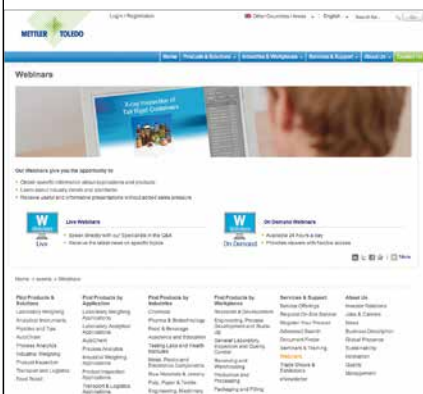 Login / Registration
Other Countries / Areas
English
METTLER TOLEDO
Home
Products & Solutions
Industries & Workplaces
Services & Support
About Us
Contact Us
Webinars
X-ray Inspection of
Tall Rigid Containers
Our Webinars give you the opportunity to
Obtain specific information about applications and products
Learn about industry trends and standards
Receive useful and informative presentations without added sales pressure
W
Webinars
Live
Live Webinars
Speak directly with our Specialists in the Q&A
Receive the latest news on specific topics
W
Webinars
On Demand
On Demand Webinars
Available 24 hours a day
Provides viewers with flexible access
More
Home > events > Webinars
Find Products &
Solutions
Laboratory Weighing
Analytical Instruments
Pipettes and Tips
AutoChem
Process Analytics
Industrial Weighing
Product Inspection
Transport and Logistics
Food Retail
Find Products by
Application
Laboratory Weighing
Applications
Laboratory Analytical
Applications
AutoChem
Process Analytics
Industrial Weighing
Applications
Product Inspection
Applications
Transport & Logistics
Applications
Find Products by
Industries
Chemical
Pharma & Biotechnology
Food & Beverage
Academia and Education
Testing Labs and Health
Institutes
Metal, Plastic and
Electronic Components
Raw Materials & Jewelry
Pulp, Paper & Textile
Engineering, Machinery
Find Products by
Workplaces
Research & Development
Engineering, Process
Development and Scale
Up
General Laboratory,
Inspection and Quality
Control
Receiving and
Warehousing
Production and
Processing
Packaging and Filling
Services & Support
Service Offerings
Request On-Site Service
Register Your Product
Advanced Search
Document Finder
Seminars & Training
Webinars
Trade Shows &
Exhibitions
eNewsletter
About Us
Investor Relations
Jobs & Careers
News
Business Description
Global Presence
Sustainability
Innovation
Quality
Management